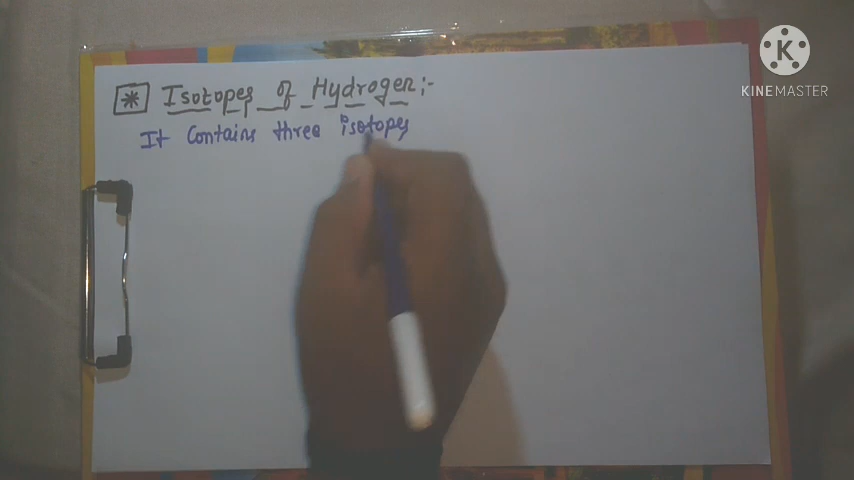 * Isotopes of Hydrogen;-
It Contains three isotopes
K
KINEMASTER